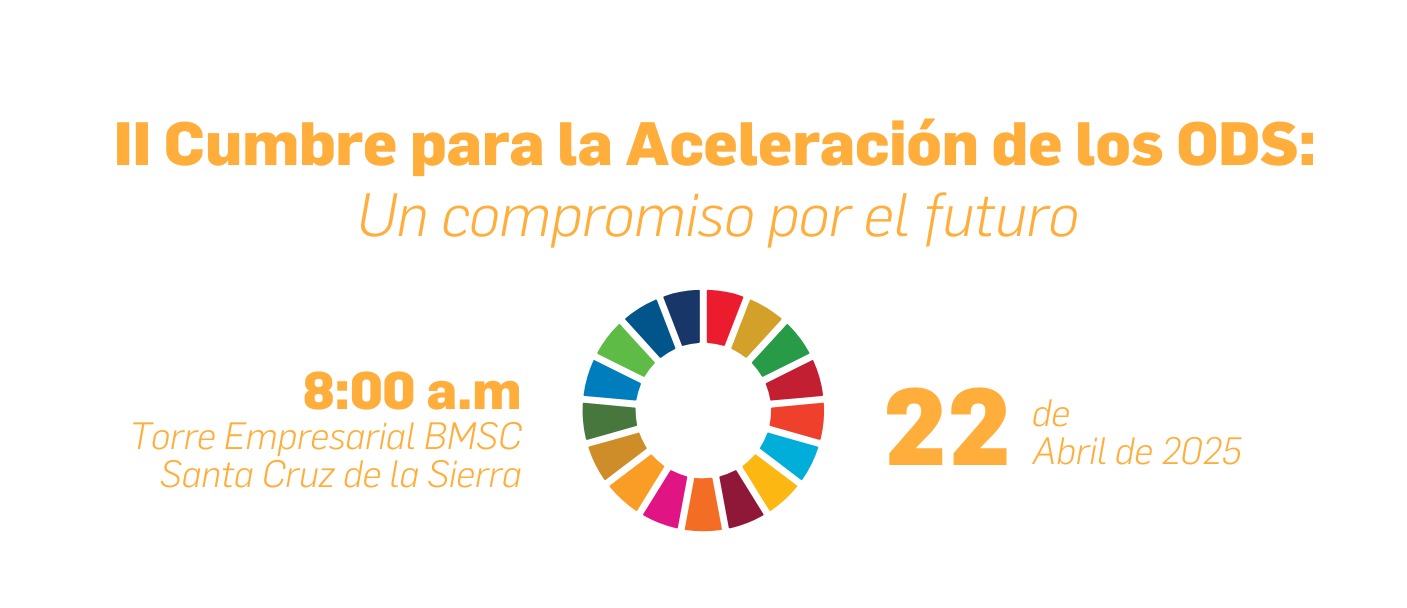 II Cumbre para la Aceleración de los ODS:
Un compromiso por el futuro
8:00 a.m
Torre Empresarial BMSC
Santa Cruz de la Sierra
22 de
Abril de 2025